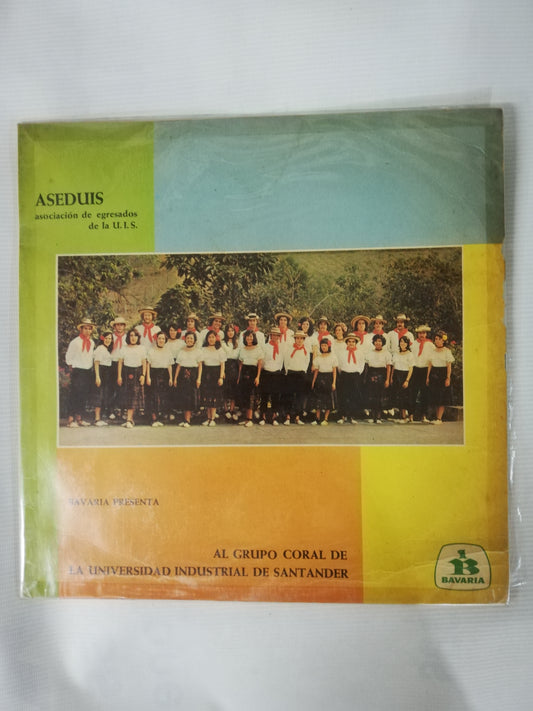 ASEDUIS
asociación de egresados
de la U.I.S.
BAVARIA PRESENTA
AL GRUPO CORAL DE
LA UNIVERSIDAD INDUSTRIAL DE SANTANDER
B
BAVARIA